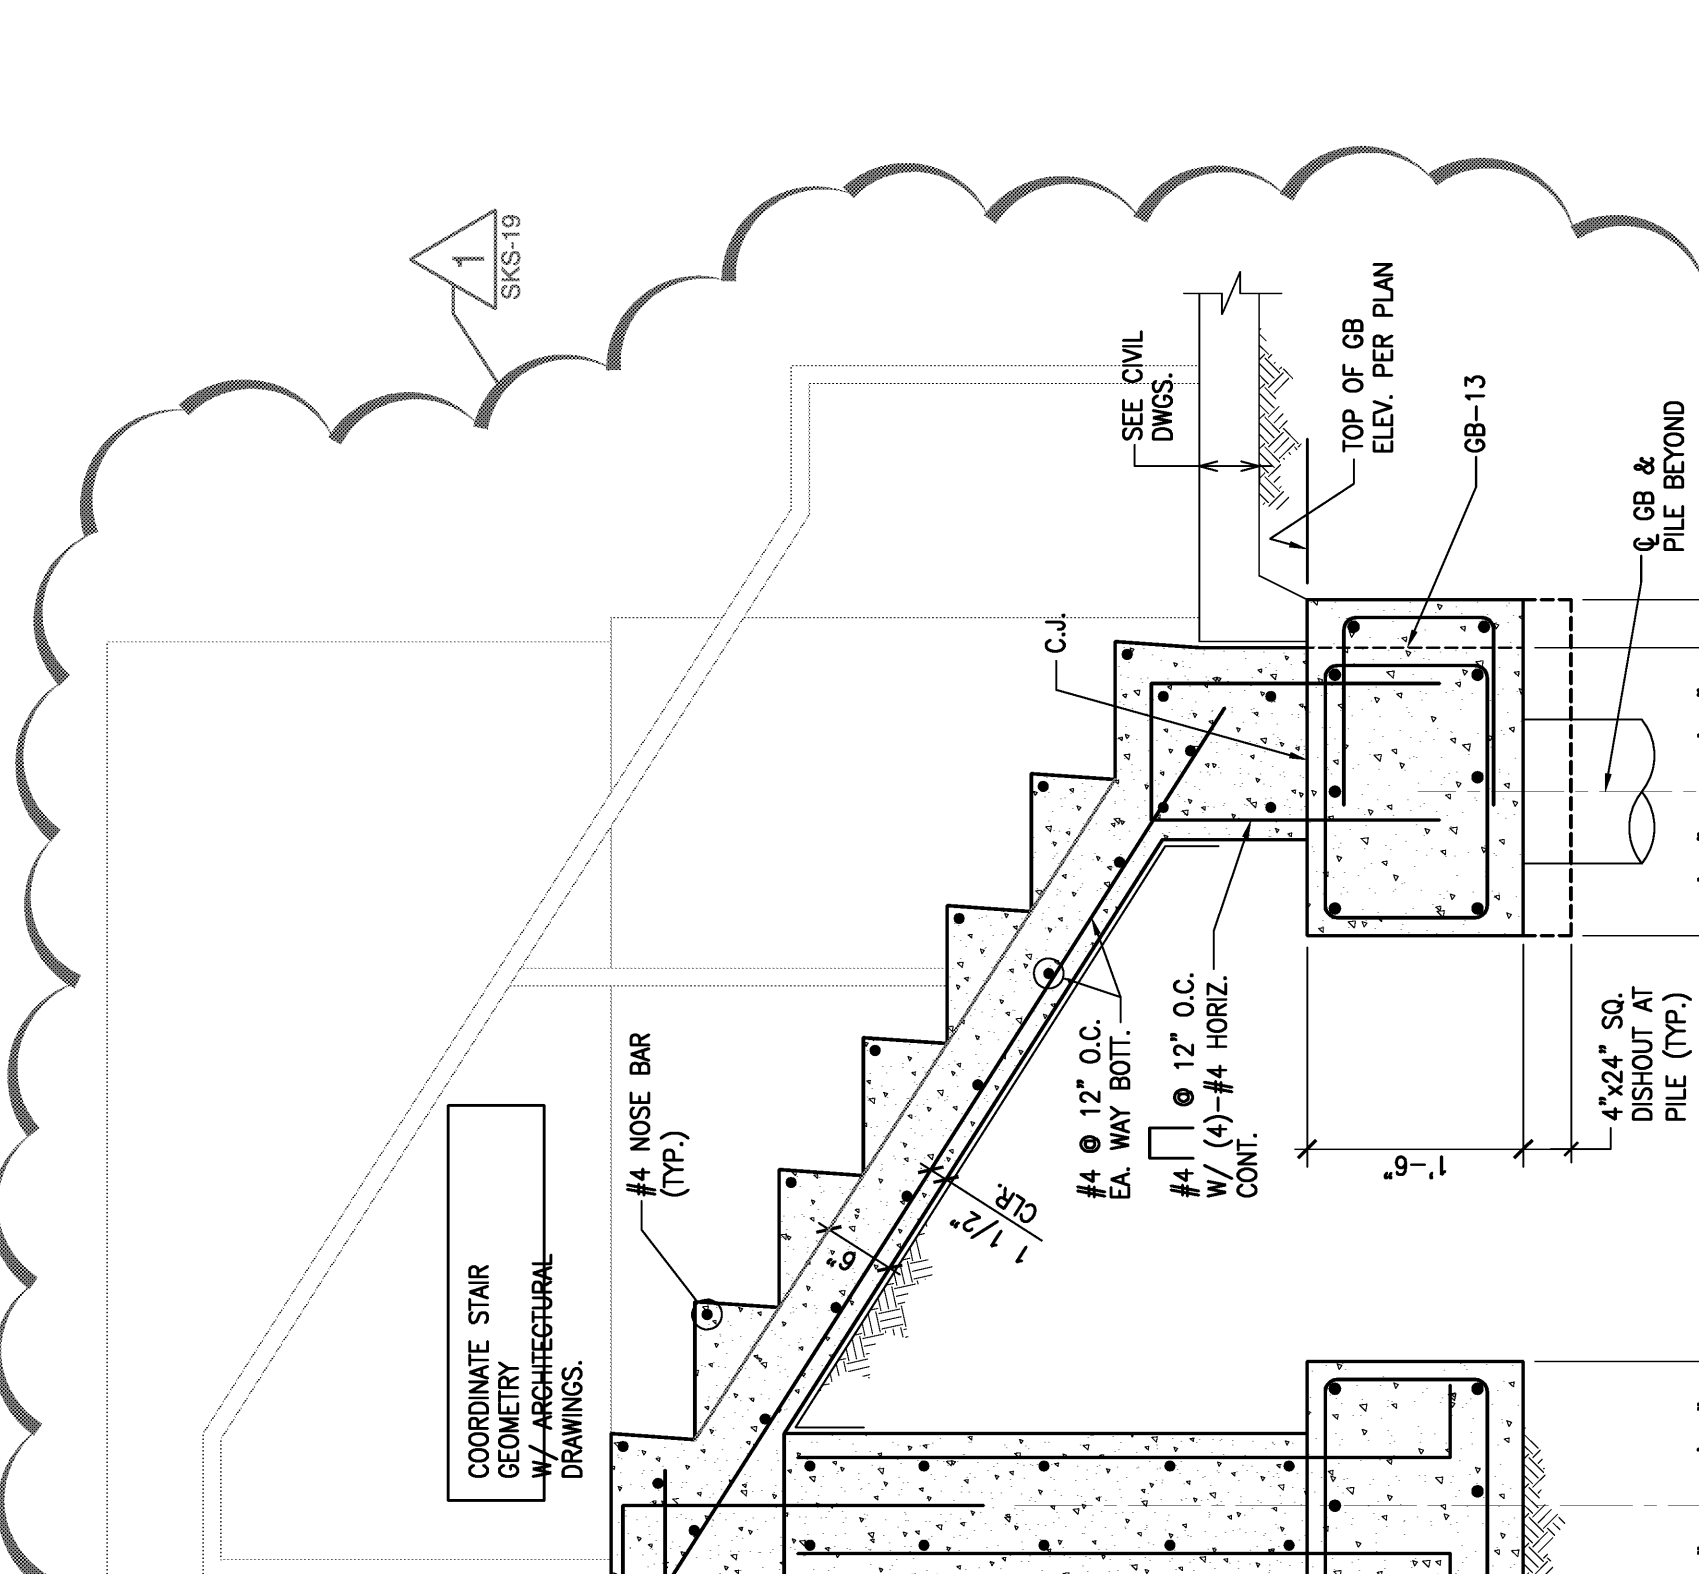 1
SKS-19
SEE CIVIL
DWGS.
TOP OF GB
ELEV. PER PLAN
GB-13
℄ GB &
PILE BEYOND
C.J.
#4 NOSE BAR
(TYP.)
COORDINATE STAIR
GEOMETRY
W/ ARCHITECTURAL
DRAWINGS.
6"
1 1/2"
CLR.
#4 @ 12" O.C.
EA. WAY BOTT.
#4 @ 12" O.C.
W/ (4)-#4 HORIZ.
CONT.
1'-6"
4"x24" SQ.
DISHOUT AT
PILE (TYP.)